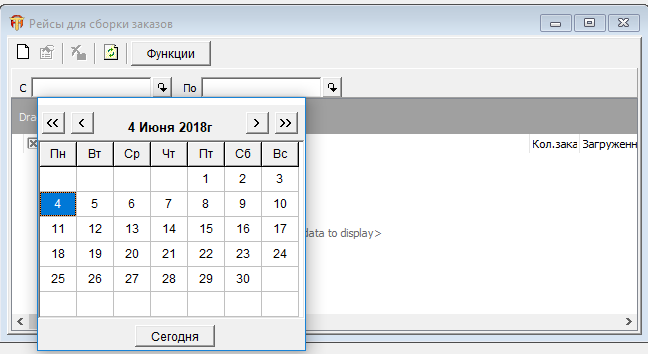 Рейсы для сборки заказов
Функции
С
По
Dra
4 Июня 2018г
Кол.зака Загруженн
Пн Вт Ср Чт Пт Сб Вс
1 2 3
4 5 6 7 8 9 10
11 12 13 14 15 16 17
18 19 20 21 22 23 24
data to display>
25 26 27 28 29 30
Сегодня